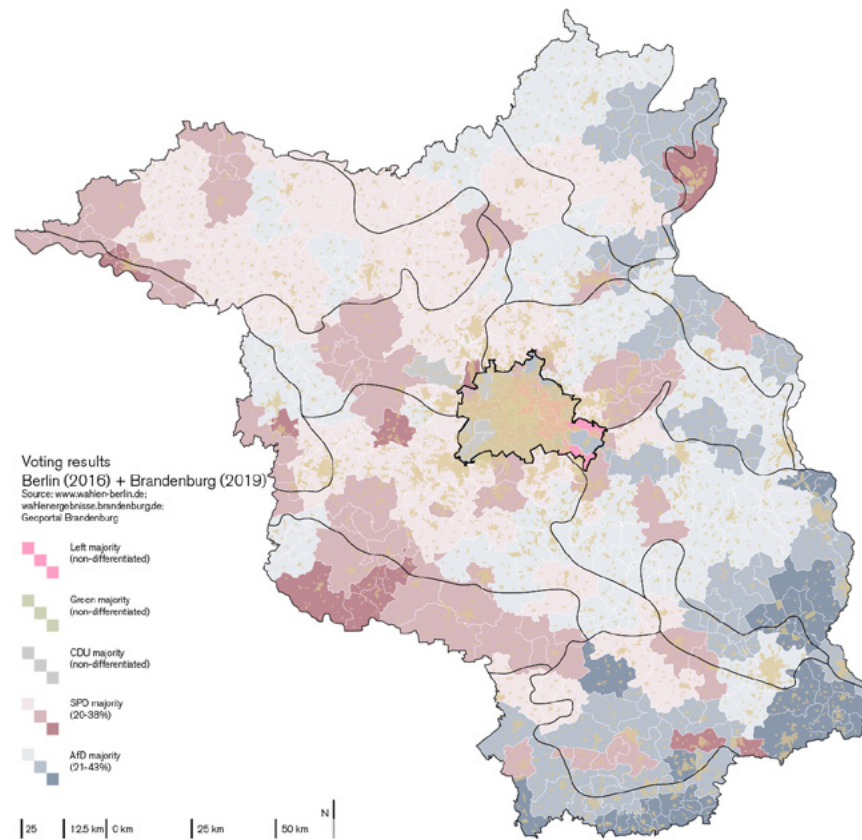 Voting results
Berlin (2016) + Brandenburg (2019)
Source: www.wahlen-berlin.de;
wahlenergebnisse.brandenburg.de;
Geoportal Brandenburg
Left majority
(non-differentiated)
Green majority
(non-differentiated)
CDU majority
(non-differentiated)
SPD majority
(20-38%)
AfD majority
(21-43%)
25 12.5 km 0 km 25 km 50 km N